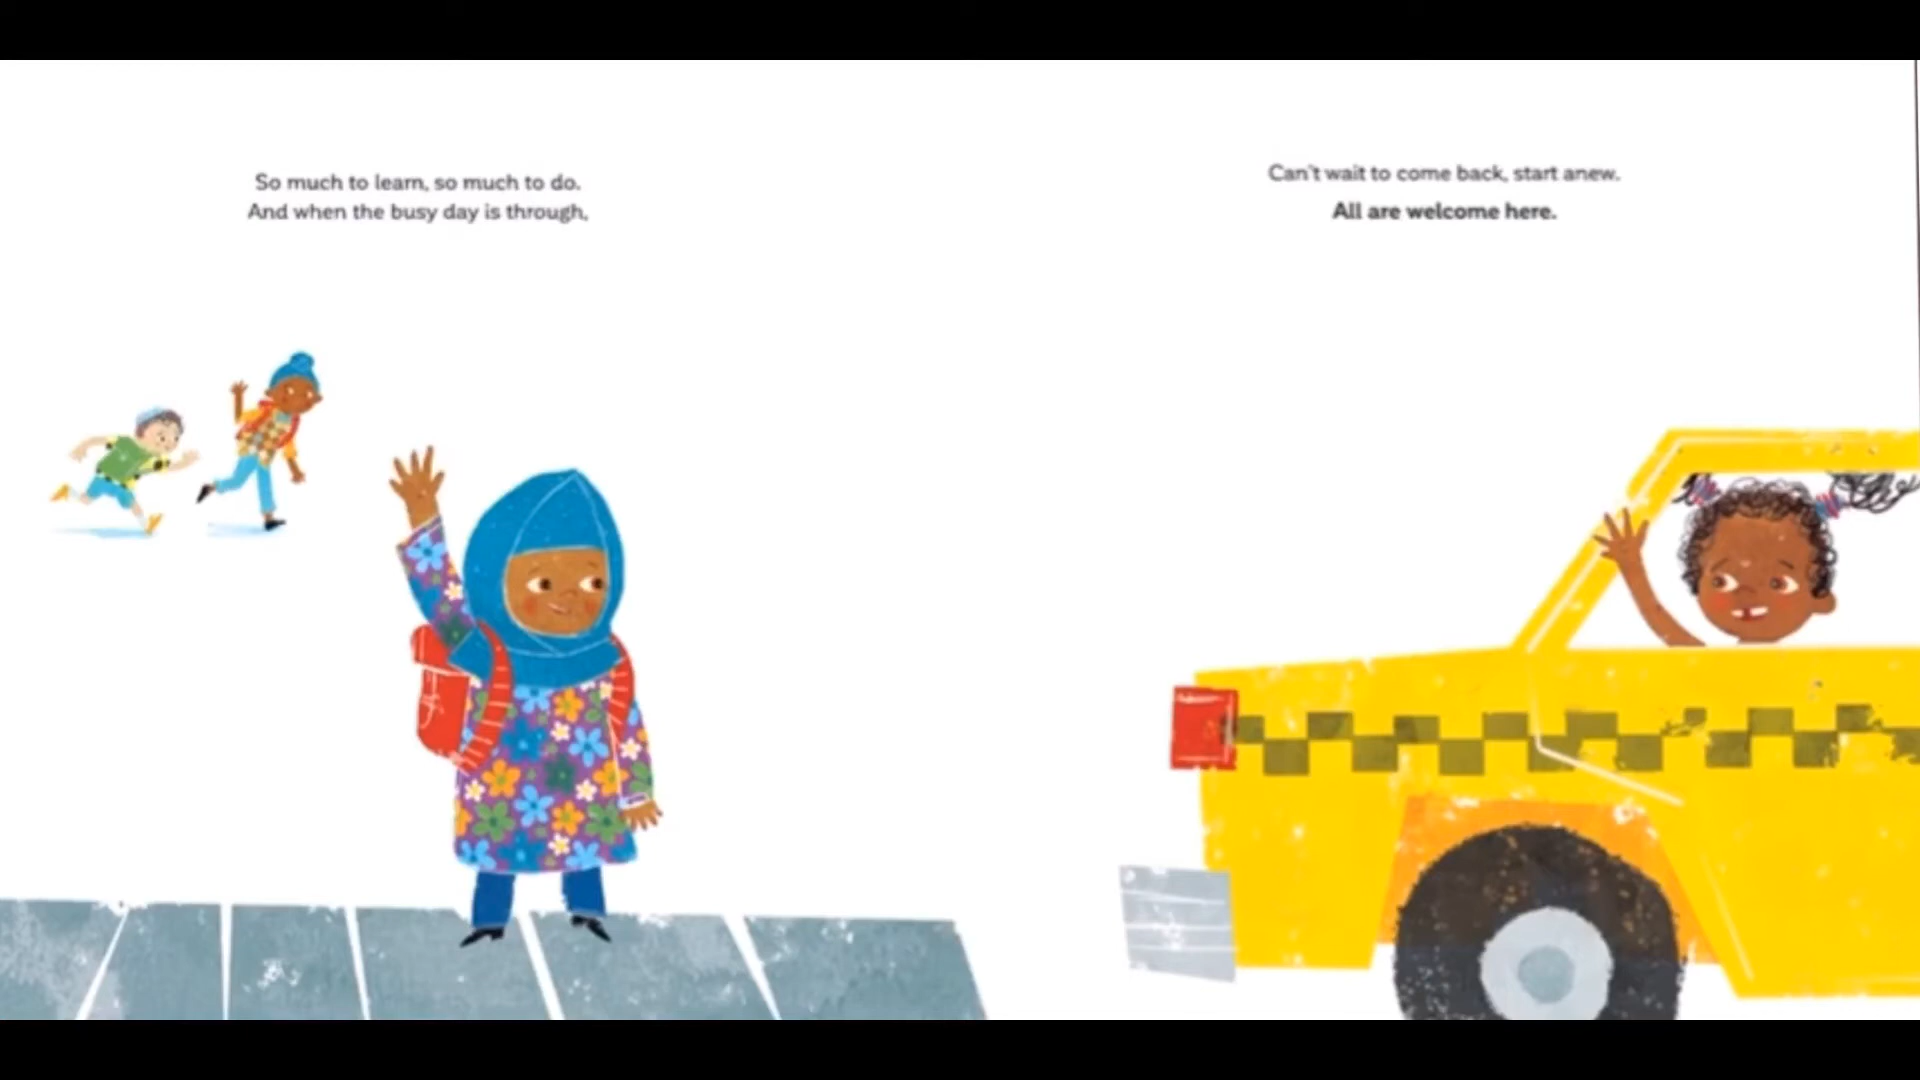 So much to learn, so much to do.
And when the busy day is through,
Can't wait to come back, start anew.
All are welcome here.